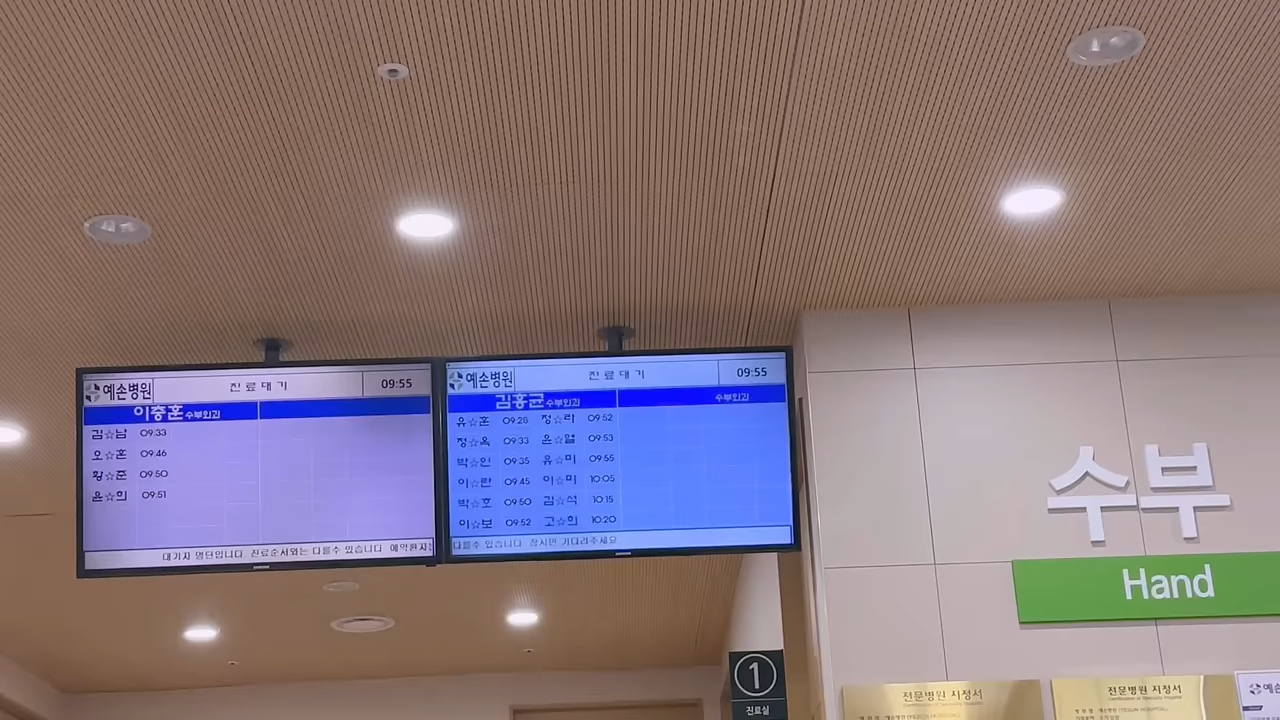 예손병원 진료대기 09:55
이충훈 수부외과
김☆남 09:33
오☆훈 09:46
황☆준 09:50
윤☆희 09:51
대기자 명단입니다. 진료순서와는 다를수 있습니다. 예약환자는
예손병원 진료대기 09:55
김홍균 수부외과 수부외과
유☆훈 09:28 정☆라 09:52
정☆옥 09:33 윤☆열 09:53
박☆인 09:35 유☆미 09:55
이☆란 09:45 이☆미 10:05
박☆호 09:50 김☆석 10:15
이☆보 09:52 고☆희 10:20
다를수 있습니다. 잠시만 기다려주세요
수부
Hand
1
진료실
전문병원 지정서
전문병원 지정서
예손